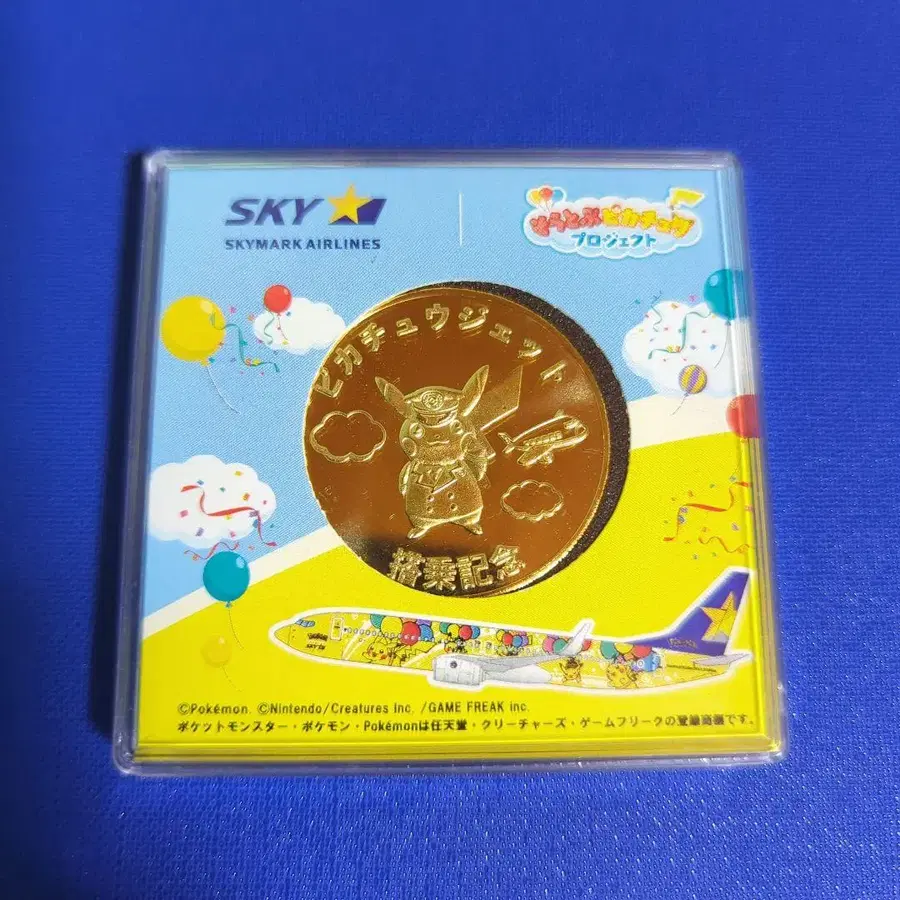 SKY
SKYMARK AIRLINES
そらとぶピカチュウ
プロジェクト
ピカチュウジェット
搭乗記念
©Pokémon. ©Nintendo/Creatures Inc. /GAME FREAK inc.
ポケットモンスター・ポケモン・Pokémonは任天堂・クリーチャーズ・ゲームフリークの登録商標です。